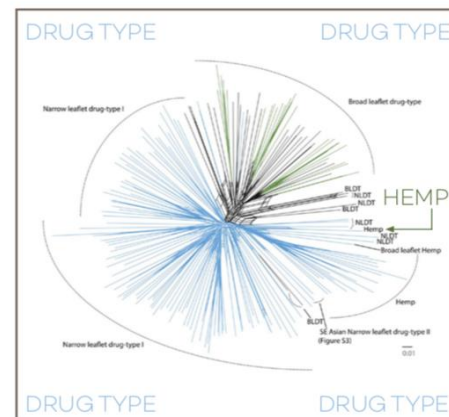 DRUG TYPE
DRUG TYPE
Narrow leaflet drug-type I
Broad leaflet drug-type
BLDT
NLDT
NLDT
BLDT
HEMP
NLDT
Hemp
NLDT
NLDT
Broad leaflet Hemp
Hemp
BLDT
SE Asian Narrow leaflet drug-type II
(Figure S3)
Narrow leaflet drug-type I
0.01
DRUG TYPE
DRUG TYPE